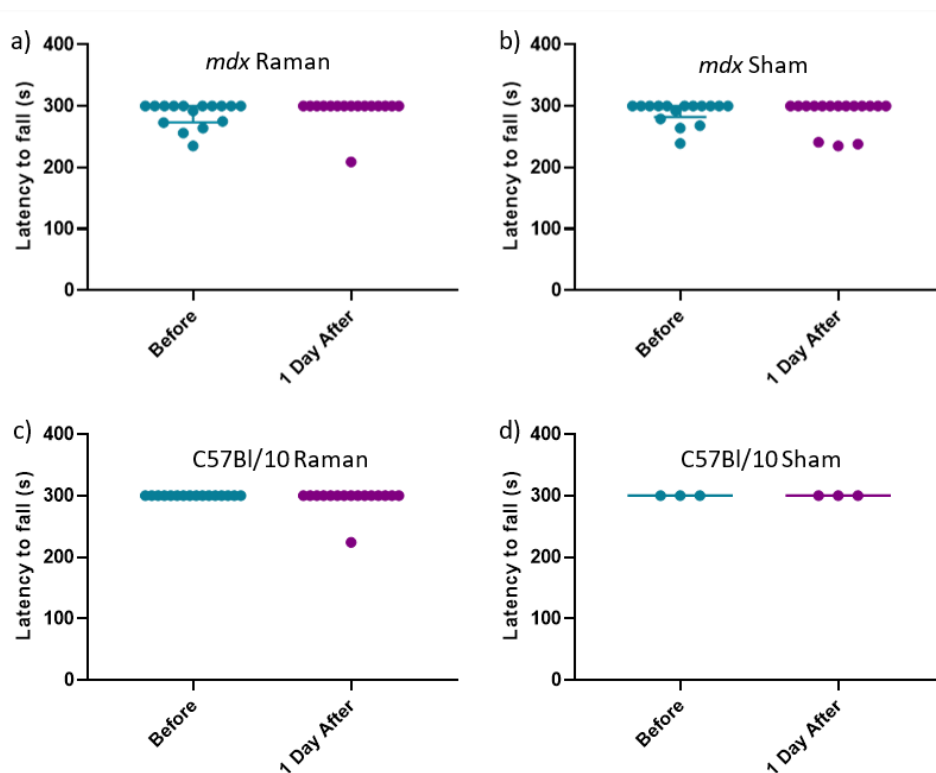 a)
mdx Raman
Latency to fall (s)
400
300
200
100
0
Before
1 Day After
b)
mdx Sham
Latency to fall (s)
400
300
200
100
0
Before
1 Day After
c)
C57Bl/10 Raman
Latency to fall (s)
400
300
200
100
0
Before
1 Day After
d)
C57Bl/10 Sham
Latency to fall (s)
400
300
200
100
0
Before
1 Day After